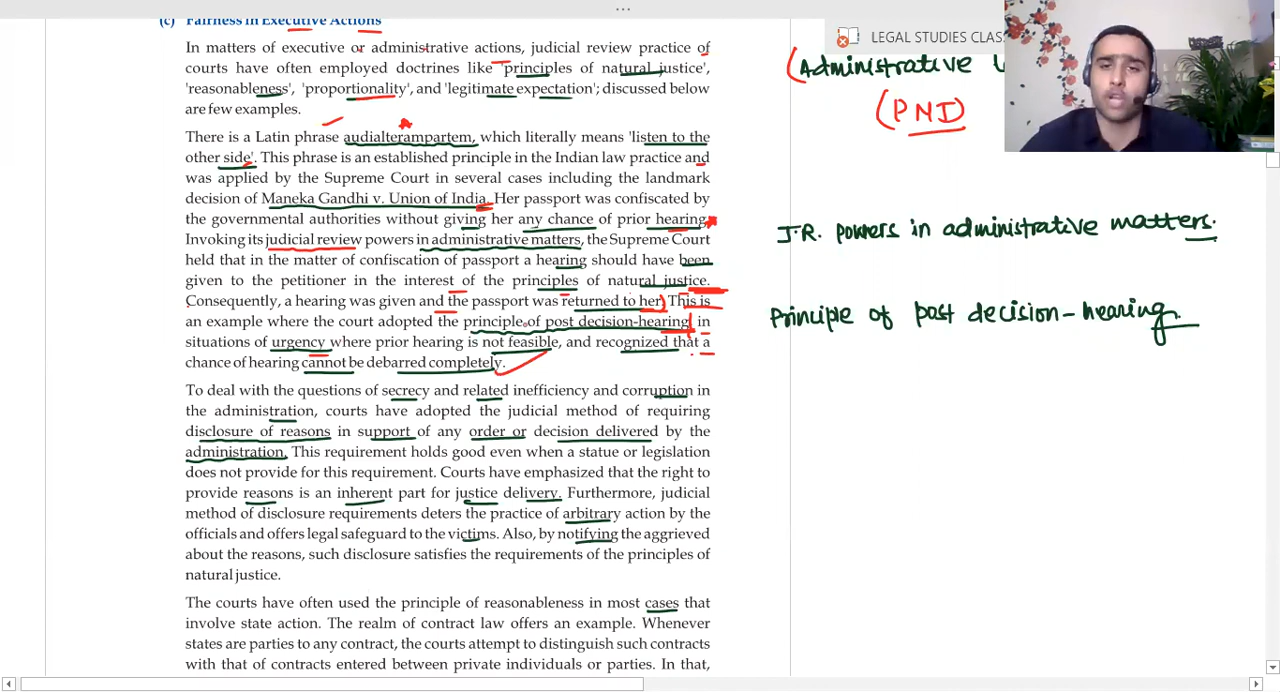 (c) Fairness in Executive Actions
In matters of executive or administrative actions, judicial review practice of
courts have often employed doctrines like 'principles of natural justice',
'reasonableness', 'proportionality', and 'legitimate expectation'; discussed below
are few examples.
There is a Latin phrase audialterampartem, which literally means 'listen to the
other side'. This phrase is an established principle in the Indian law practice and
was applied by the Supreme Court in several cases including the landmark
decision of Maneka Gandhi v. Union of India. Her passport was confiscated by
the governmental authorities without giving her any chance of prior hearing.
Invoking its judicial review powers in administrative matters, the Supreme Court
held that in the matter of confiscation of passport a hearing should have been
given to the petitioner in the interest of the principles of natural justice.
Consequently, a hearing was given and the passport was returned to her. This is
an example where the court adopted the principle of post decision-hearing in
situations of urgency where prior hearing is not feasible, and recognized that a
chance of hearing cannot be debarred completely.
To deal with the questions of secrecy and related inefficiency and corruption in
the administration, courts have adopted the judicial method of requiring
disclosure of reasons in support of any order or decision delivered by the
administration. This requirement holds good even when a statue or legislation
does not provide for this requirement. Courts have emphasized that the right to
provide reasons is an inherent part for justice delivery. Furthermore, judicial
method of disclosure requirements deters the practice of arbitrary action by the
officials and offers legal safeguard to the victims. Also, by notifying the aggrieved
about the reasons, such disclosure satisfies the requirements of the principles of
natural justice.
The courts have often used the principle of reasonableness in most cases that
involve state action. The realm of contract law offers an example. Whenever
states are parties to any contract, the courts attempt to distinguish such contracts
with that of contracts entered between private individuals or parties. In that,
LEGAL STUDIES CLAS
(Administrative
(PNJ)
J.R. powers in administrative matters.
Principle of post decision-hearing.